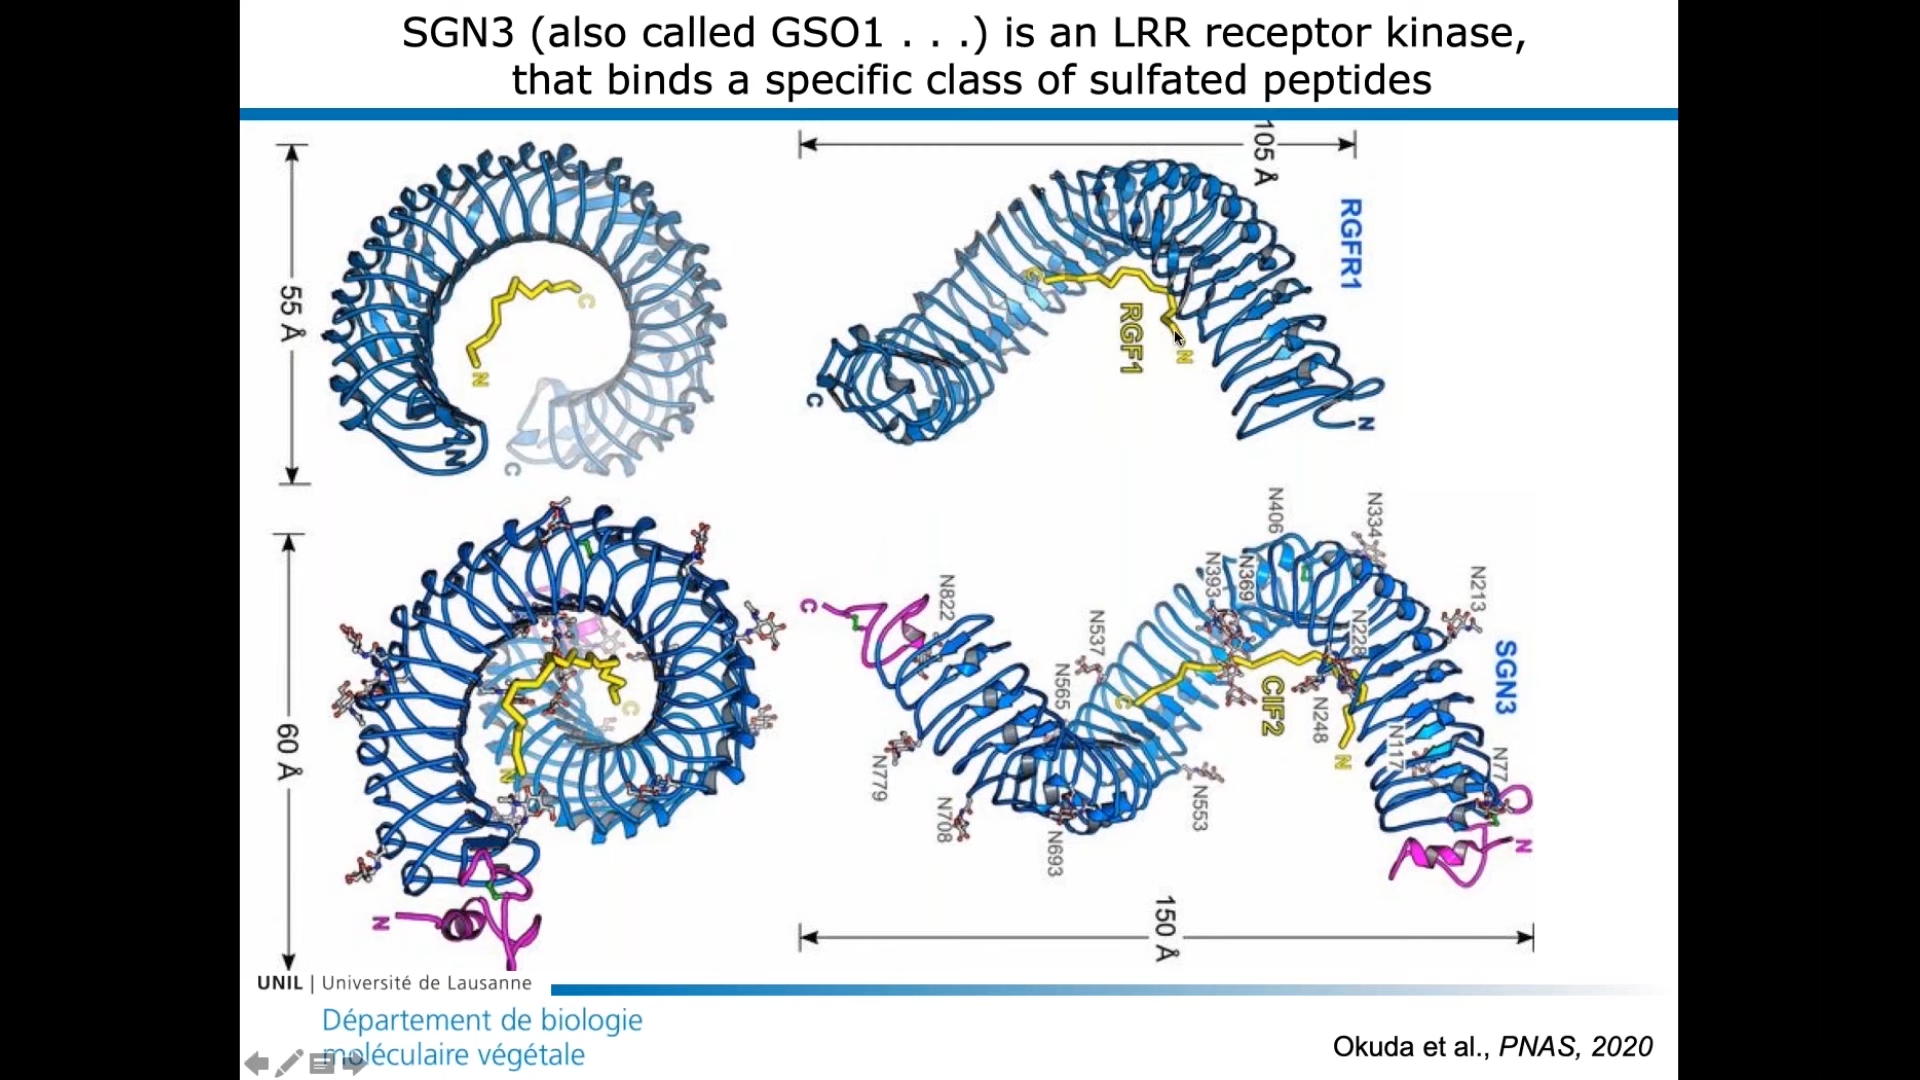 SGN3 (also called GSO1 . . .) is an LRR receptor kinase,
that binds a specific class of sulfated peptides
55 Å
C
N
N
C
105 Å
RGFR1
C
RGF1
N
C
N
60 Å
C
N
N
150 Å
SGN3
C
CIF2
N
C
N
N822
N537
N565
N393
N369
N406
N334
N213
N228
N248
N117
N77
N779
N708
N693
N553
UNIL | Université de Lausanne
Département de biologie
moléculaire végétale
Okuda et al., PNAS, 2020